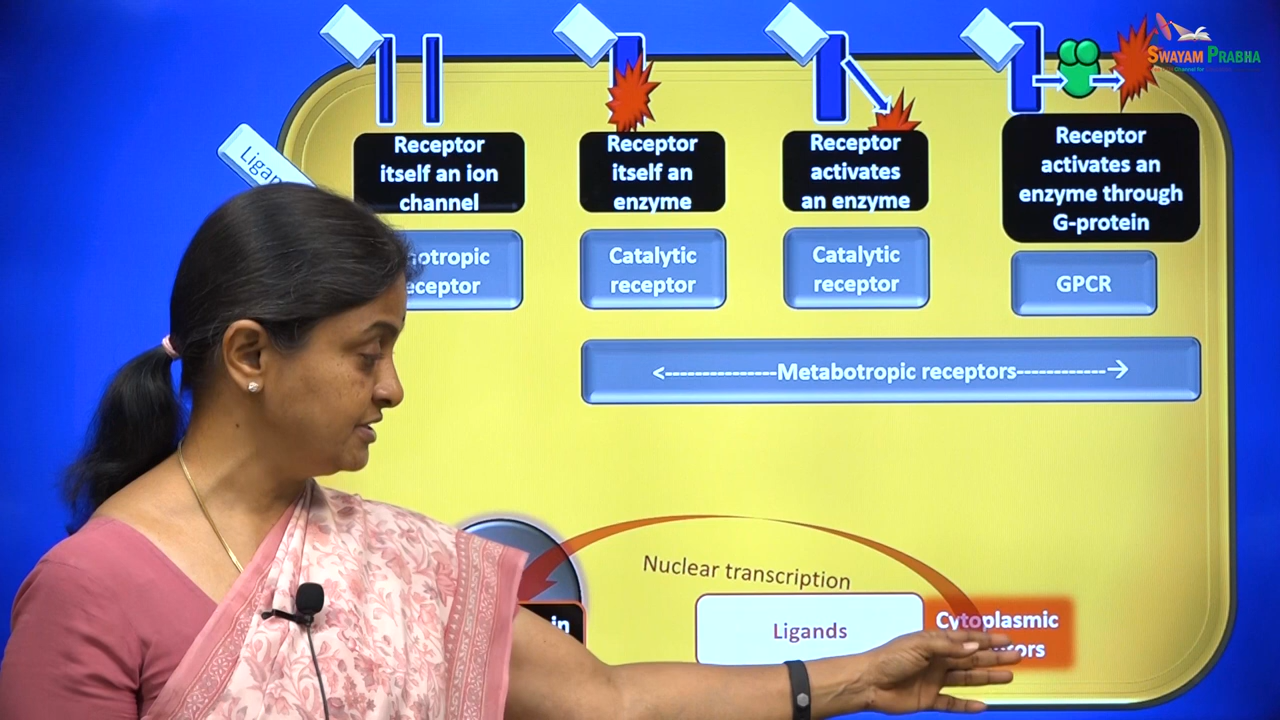 SWAYAM PRABHA
Receptor
itself an ion
channel
Receptor
itself an
enzyme
Receptor
activates
an enzyme
Receptor
activates an
enzyme through
G-protein
Catalytic
receptor
Catalytic
receptor
GPCR
<---------------Metabotropic receptors------------→
Nuclear transcription
Ligands
Cytoplasmic